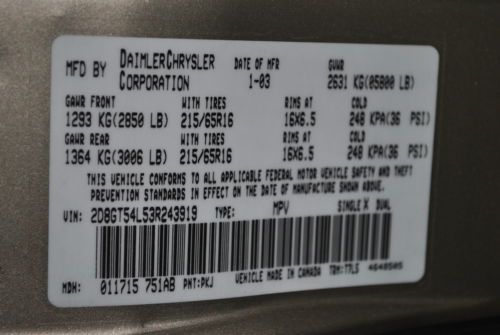 MFD BY DAIMLERCHRYSLER CORPORATION DATE OF MFR 1-03 GVWR 2631 KG(05800 LB)
GAWR FRONT WITH TIRES RIMS AT COLD
1293 KG(2850 LB) 215/65R16 16X6.5 248 KPA(36 PSI)
GAWR REAR WITH TIRES RIMS AT COLD
1364 KG(3006 LB) 215/65R16 16X6.5 248 KPA(36 PSI)
THIS VEHICLE CONFORMS TO ALL APPLICABLE FEDERAL MOTOR VEHICLE SAFETY AND THEFT
PREVENTION STANDARDS IN EFFECT ON THE DATE OF MANUFACTURE SHOWN ABOVE.
VIN: 2D8GT54L53R243919 TYPE: MPV SINGLE X DUAL
MDH: 011715 751AB PNT:PKJ VEHICLE MADE IN CANADA TRM:TTLS 4648505